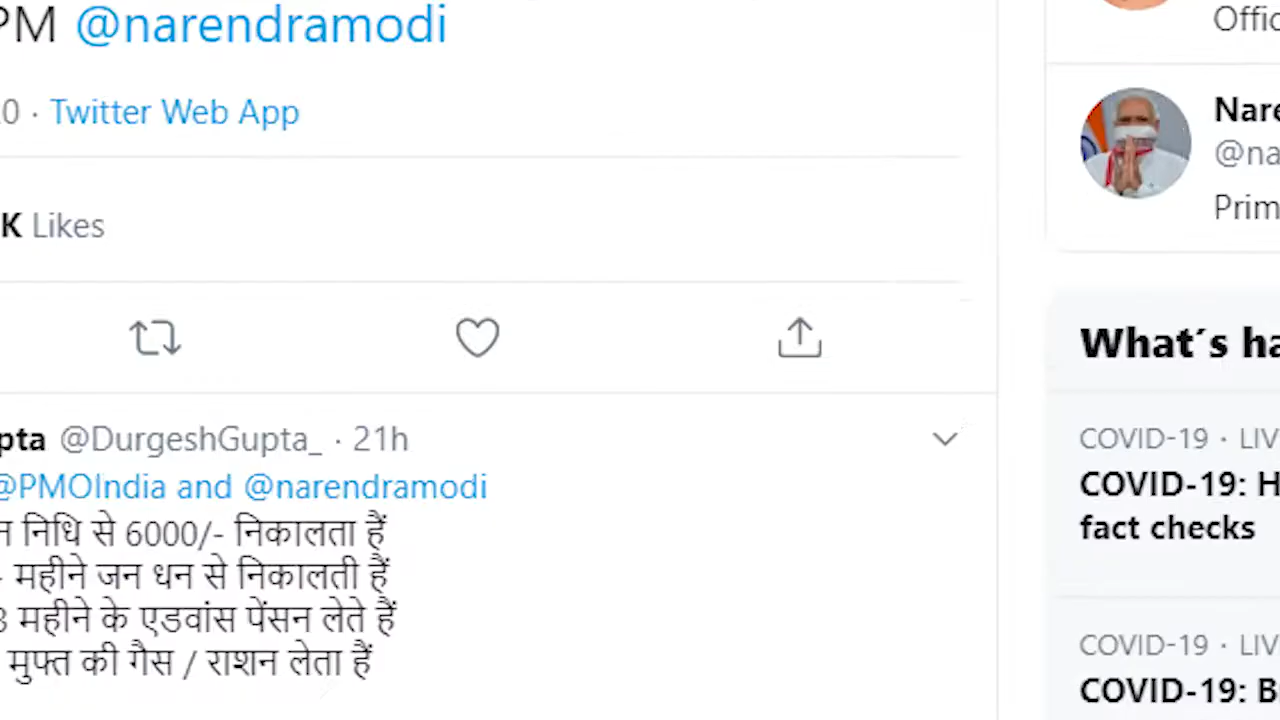 PM @narendramodi
0 · Twitter Web App
K Likes
pta @DurgeshGupta_ · 21h
@PMOIndia and @narendramodi
न निधि से 6000/- निकालता हैं
- महीने जन धन से निकालती हैं
3 महीने के एडवांस पेंसन लेते हैं
मुफ्त की गैस / राशन लेता हैं
Offic
Nare
@na
Prim
What´s ha
COVID-19 · LIV
COVID-19: H
fact checks
COVID-19 · LIV
COVID-19: B